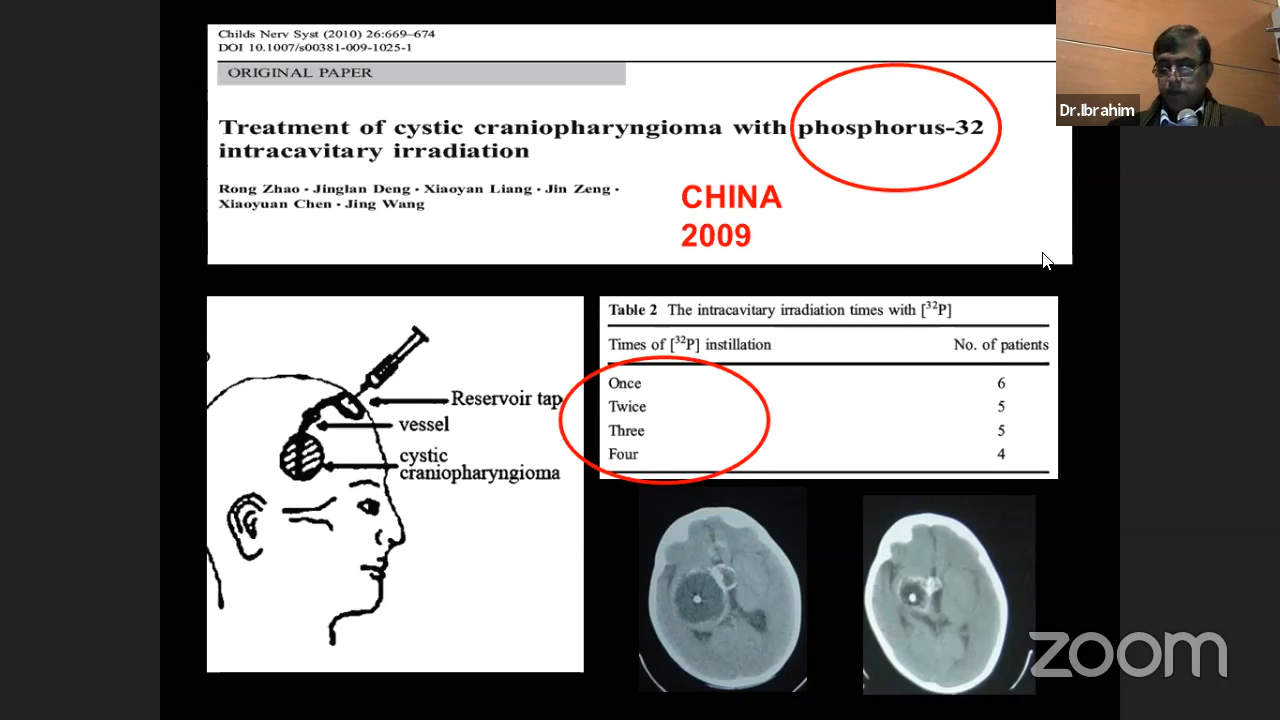 Childs Nerv Syst (2010) 26:669–674
DOI 10.1007/s00381-009-1025-1
ORIGINAL PAPER
Treatment of cystic craniopharyngioma with phosphorus-32
intracavitary irradiation
Rong Zhao · Jinglan Deng · Xiaoyan Liang · Jin Zeng ·
Xiaoyuan Chen · Jing Wang
CHINA
2009
Dr.Ibrahim
Reservoir tap
vessel
cystic
craniopharyngioma
Table 2 The intracavitary irradiation times with [32P]
Times of [32P] instillation No. of patients
Once 6
Twice 5
Three 5
Four 4
zoom